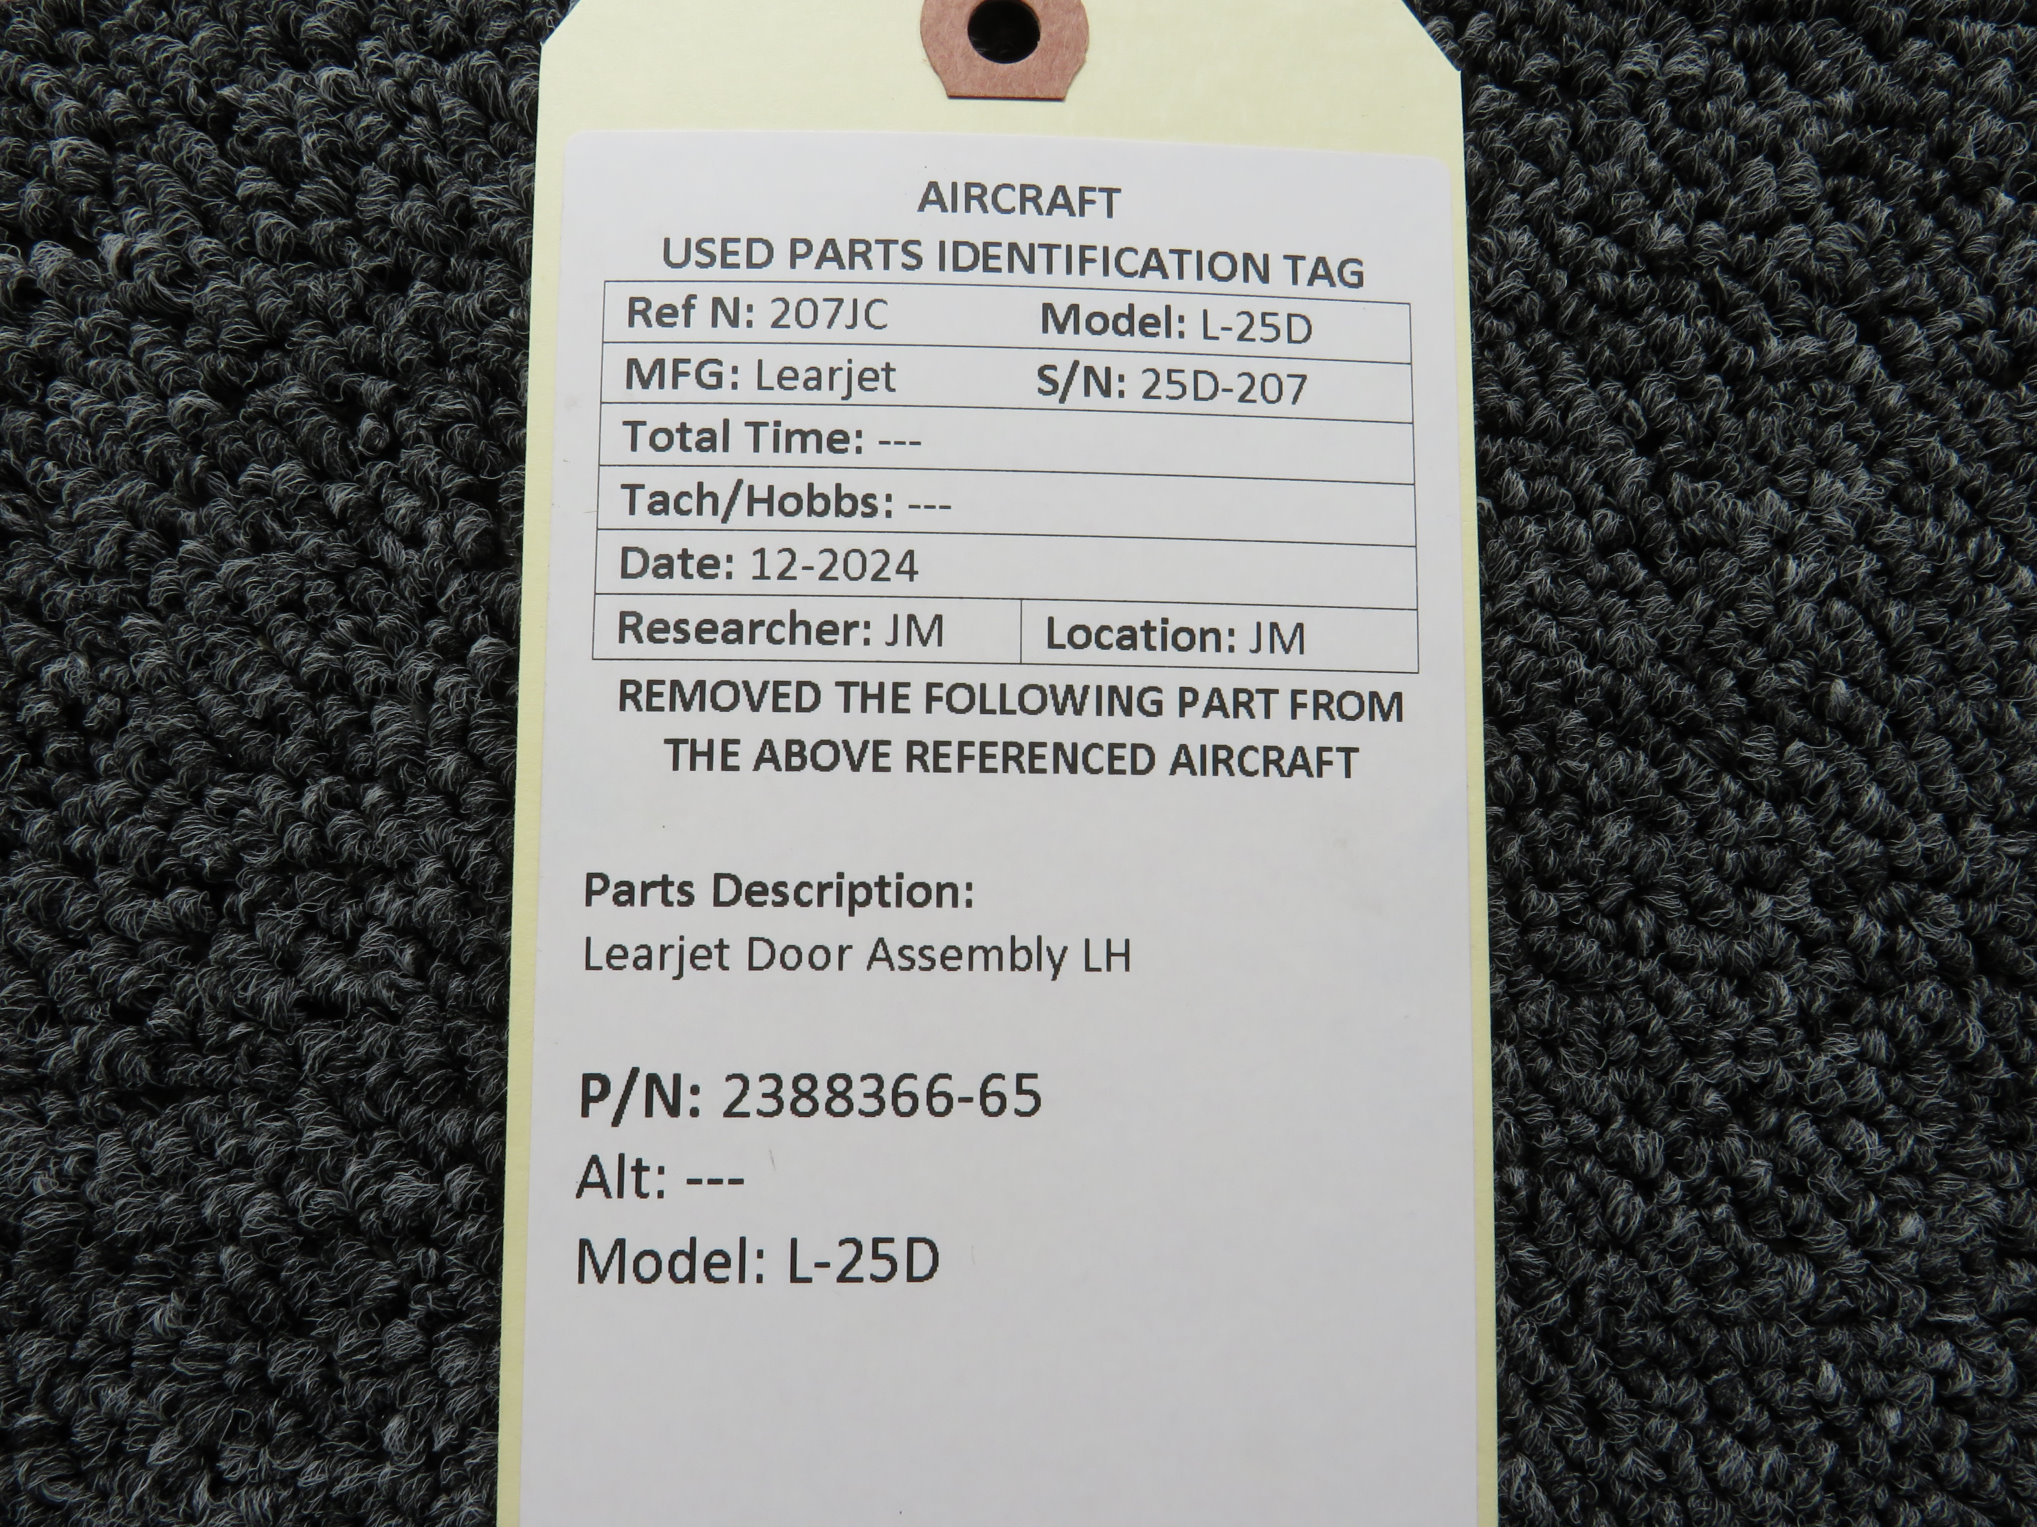 AIRCRAFT
USED PARTS IDENTIFICATION TAG
Ref N: 207JC Model: L-25D
MFG: Learjet S/N: 25D-207
Total Time: ---
Tach/Hobbs: ---
Date: 12-2024
Researcher: JM Location: JM
REMOVED THE FOLLOWING PART FROM
THE ABOVE REFERENCED AIRCRAFT
Parts Description:
Learjet Door Assembly LH
P/N: 2388366-65
Alt: ---
Model: L-25D